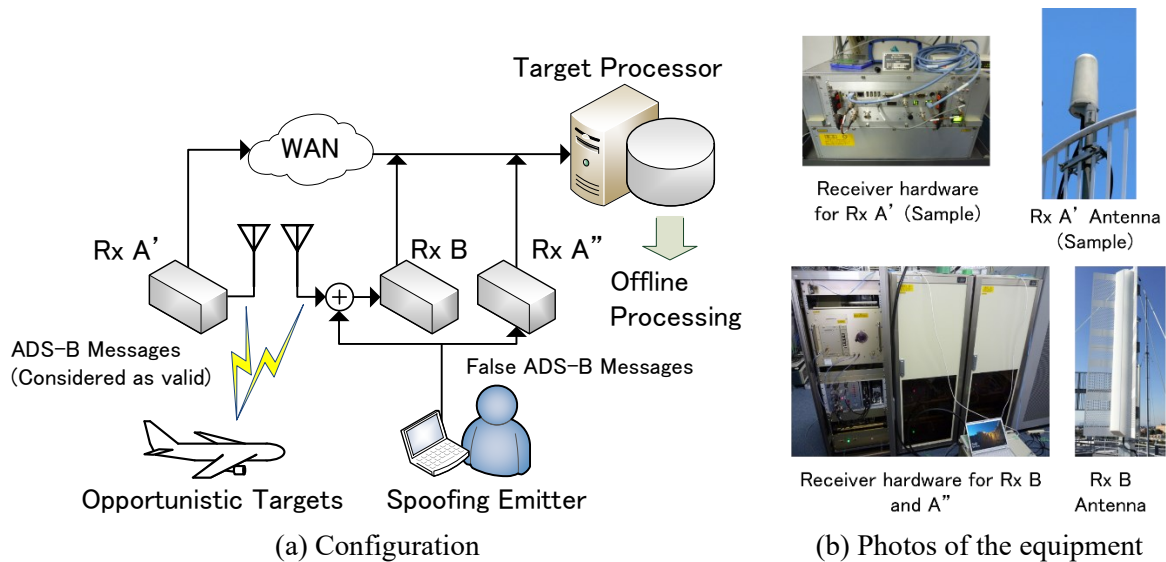 Target Processor
WAN
Rx A’
Rx B
Rx A”
Offline
Processing
ADS-B Messages
(Considered as valid)
False ADS-B Messages
Opportunistic Targets
Spoofing Emitter
(a) Configuration
Receiver hardware
for Rx A’ (Sample)
Rx A’ Antenna
(Sample)
Receiver hardware for Rx B
and A”
Rx B
Antenna
(b) Photos of the equipment